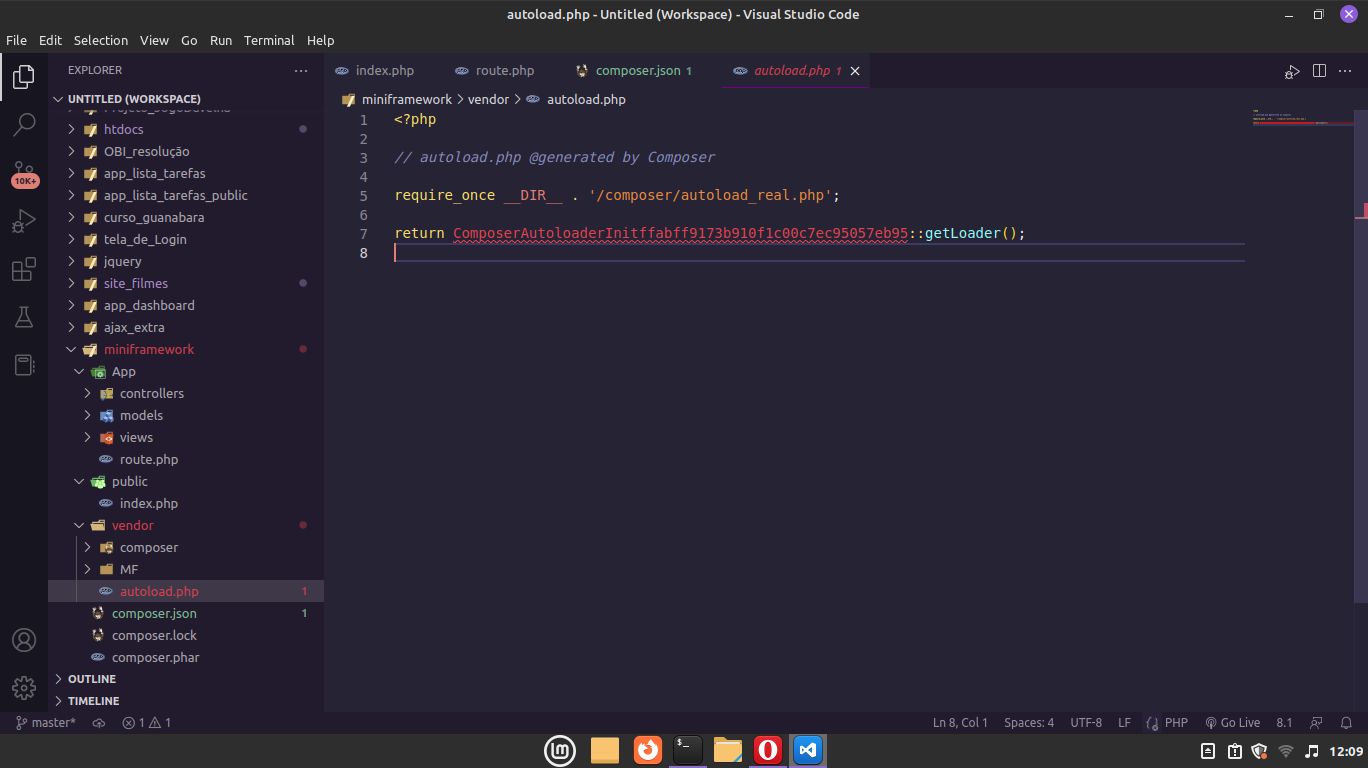 autoload.php - Untitled (Workspace) - Visual Studio Code
File Edit Selection View Go Run Terminal Help
EXPLORER
index.php
route.php
composer.json 1
autoload.php 1
UNTITLED (WORKSPACE)
miniframework > vendor > autoload.php
htdocs
OBI_resolução
app_lista_tarefas
app_lista_tarefas_public
curso_guanabara
tela_de_Login
jquery
site_filmes
app_dashboard
ajax_extra
miniframework
App
controllers
models
views
route.php
public
index.php
vendor
composer
MF
autoload.php 1
composer.json 1
composer.lock
composer.phar
OUTLINE
TIMELINE
10K+
1 <?php
2
3 // autoload.php @generated by Composer
4
5 require_once __DIR__ . '/composer/autoload_real.php';
6
7 return ComposerAutoloaderInitffabff9173b910f1c00c7ec95057eb95::getLoader();
8
master* 1 1 Ln 8, Col 1 Spaces: 4 UTF-8 LF PHP Go Live 8.1
12:09